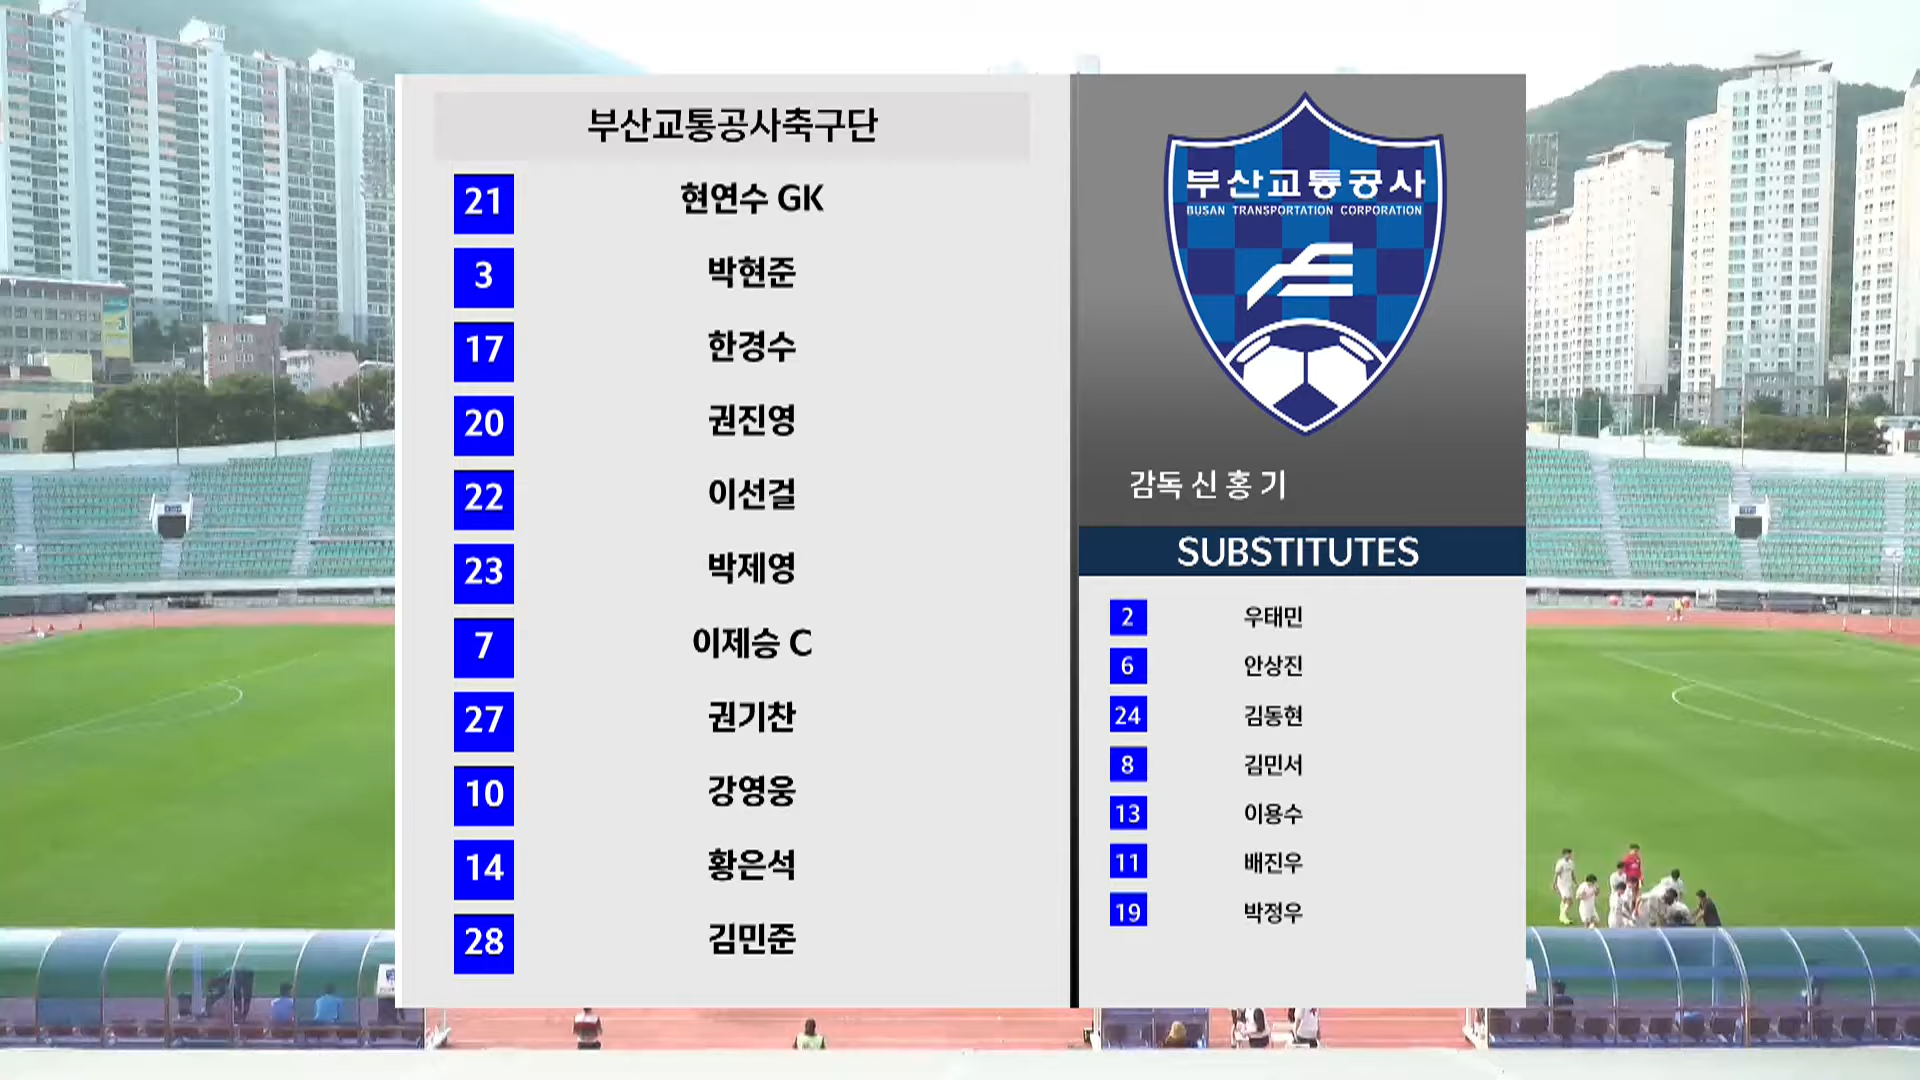 부산교통공사축구단
21 현연수 GK
3 박현준
17 한경수
20 권진영
22 이선걸
23 박제영
7 이제승 C
27 권기찬
10 강영웅
14 황은석
28 김민준
부산교통공사
BUSAN TRANSPORTATION CORPORATION
감독 신 홍 기
SUBSTITUTES
2 우태민
6 안상진
24 김동현
8 김민서
13 이용수
11 배진우
19 박정우